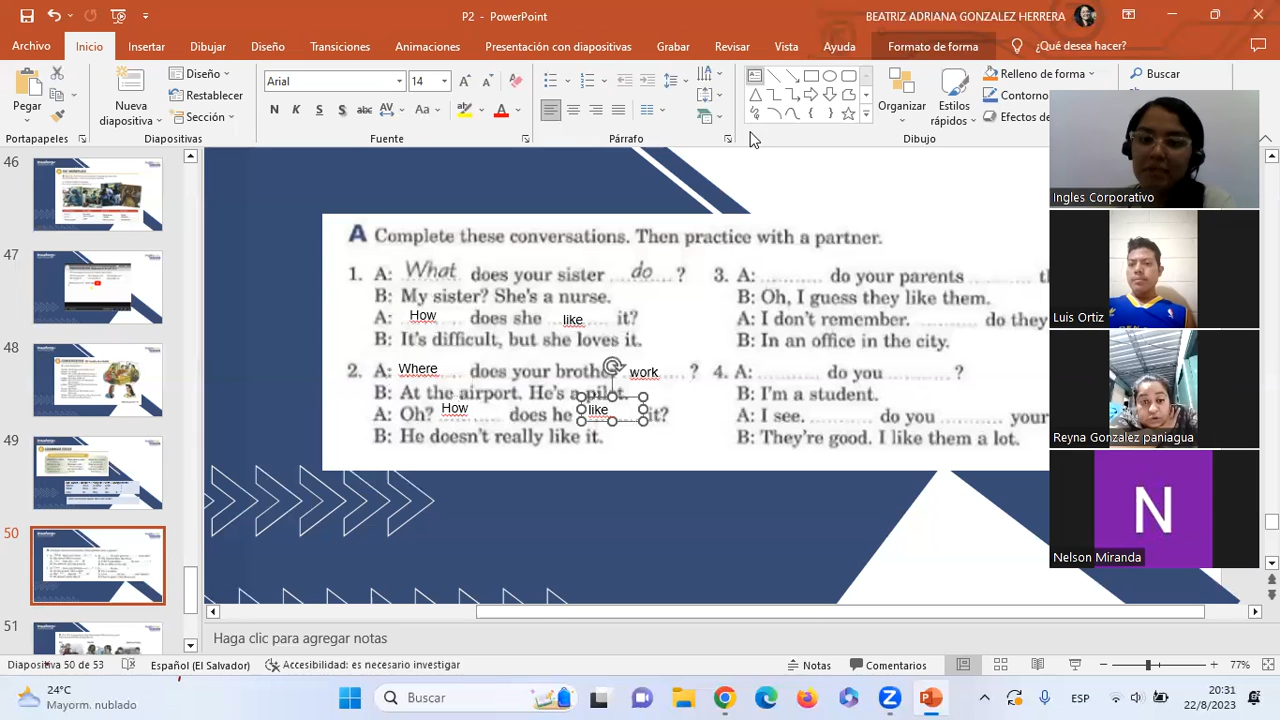 P2 - PowerPoint
BEATRIZ ADRIANA GONZALEZ HERRERA
Archivo
Inicio
Insertar
Dibujar
Diseño
Transiciones
Animaciones
Presentación con diapositivas
Grabar
Revisar
Vista
Ayuda
Formato de forma
¿Qué desea hacer?
Pegar
Nueva
diapositiva
Diseño
Restablecer
Sección
Arial
14
N K S S abc AV Aa
Organizar
Estilos
rápidos
Relleno de forma
Contorno
Efectos de
Buscar
Portapapeles
Diapositivas
Fuente
Párrafo
Dibujo
46
47
48
49
50
51
A Complete these conversations. Then practice with a partner.
1. A: What does your sister do ?
B: My sister? She's a nurse.
A: How does she like it?
B: It's difficult, but she loves it.
2. A: Where does your broth work ?
B: At the airport. He's a pilot.
A: Oh? How does he like it?
B: He doesn't really like it.
3. A: ......... do your parents ......... th
B: Oh, I guess they like them.
A: I don't remember. ......... do they
B: In an office in the city.
4. A: ......... do you ......... ?
B: I'm a student.
A: I see. ......... do you ......... your
B: They're good. I like them a lot.
Ingles Corporativo
Luis Ortiz
Reyna Gonzalez paniagua
N
Nelson Miranda
Haga clic para agregar notas
Diapositiva 50 de 53
Español (El Salvador)
Accesibilidad: es necesario investigar
Notas
Comentarios
77%
24°C
Mayorm. nublado
Buscar
ESP
20:31
22/8/2023